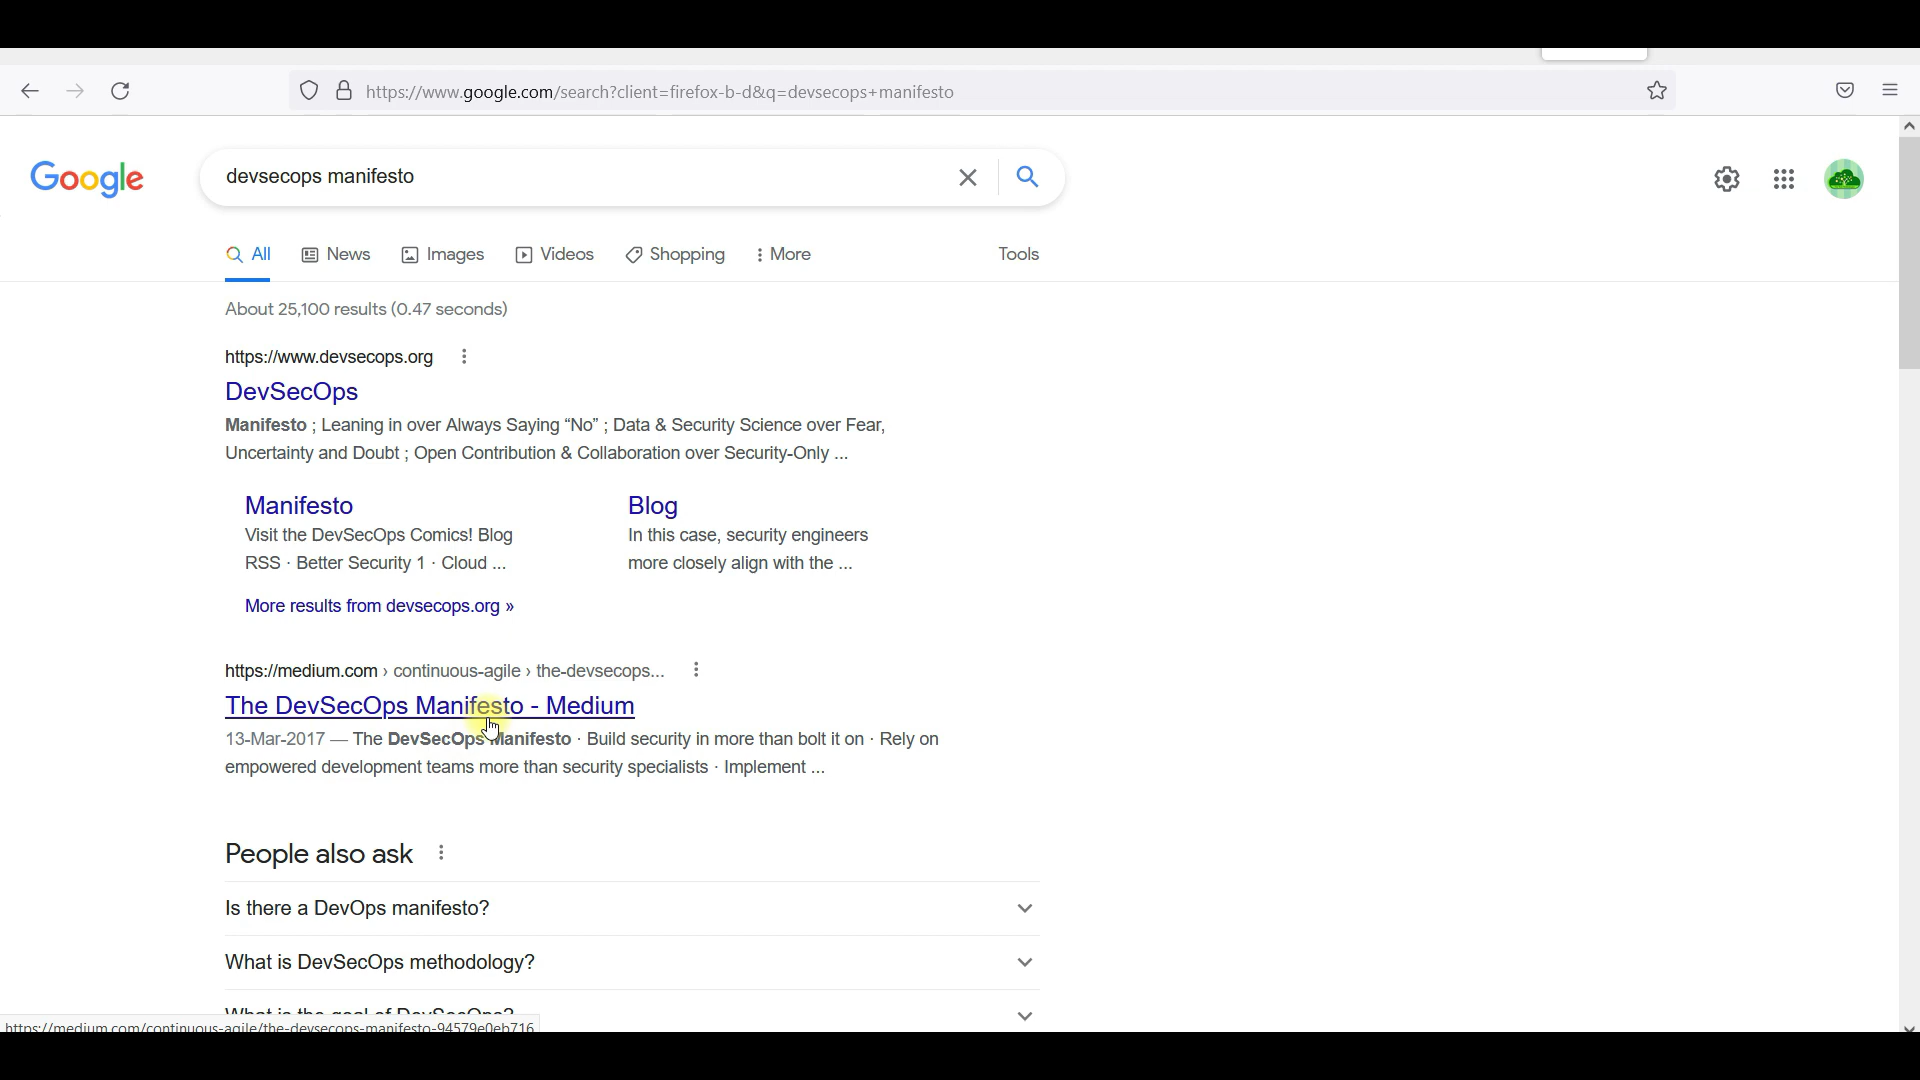 https://www.google.com/search?client=firefox-b-d&q=devsecops+manifesto
Google
devsecops manifesto
All News Images Videos Shopping More Tools
About 25,100 results (0.47 seconds)
https://www.devsecops.org
DevSecOps
Manifesto ; Leaning in over Always Saying “No” ; Data & Security Science over Fear,
Uncertainty and Doubt ; Open Contribution & Collaboration over Security-Only ...
Manifesto
Visit the DevSecOps Comics! Blog
RSS · Better Security 1 · Cloud ...
Blog
In this case, security engineers
more closely align with the ...
More results from devsecops.org »
https://medium.com › continuous-agile › the-devsecops...
The DevSecOps Manifesto - Medium
13-Mar-2017 — The DevSecOps Manifesto · Build security in more than bolt it on · Rely on
empowered development teams more than security specialists · Implement ...
People also ask
Is there a DevOps manifesto?
What is DevSecOps methodology?
What is the goal of DevSecOps?
https://medium.com/continuous-agile/the-devsecops-manifesto-94579e0eb716